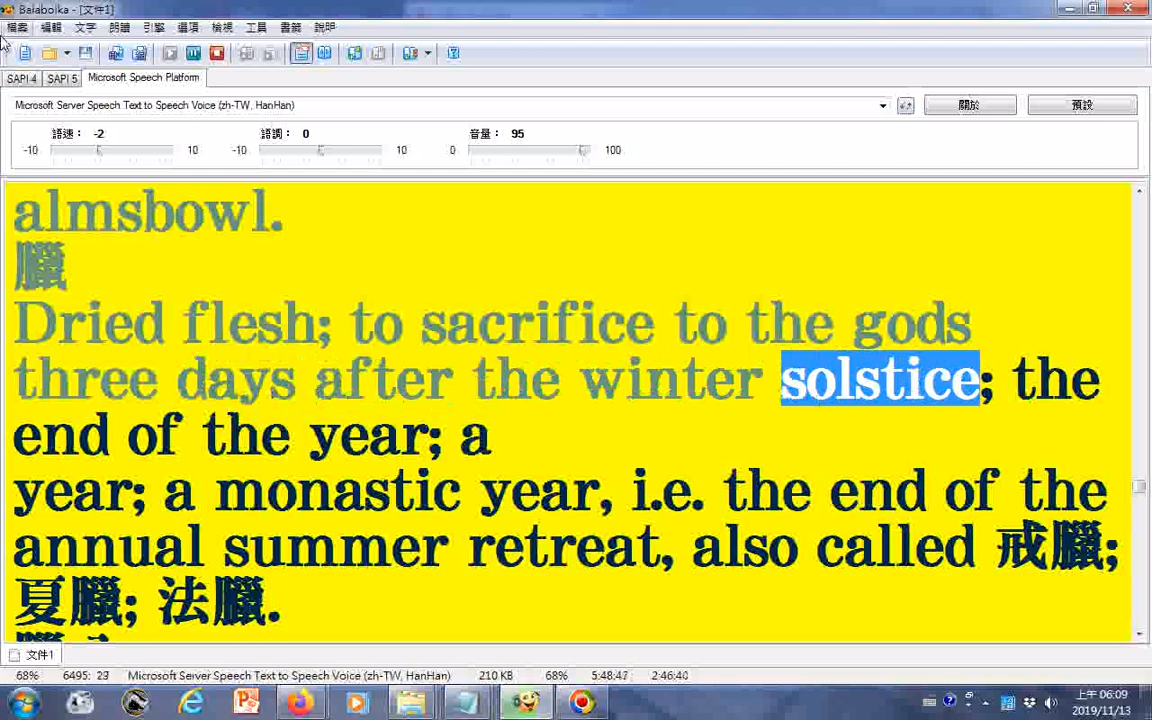 Balabolka - [文件1]
檔案 編輯 文字 朗讀 引擎 選項 檢視 工具 書籤 說明
SAPI 4 SAPI 5 Microsoft Speech Platform
Microsoft Server Speech Text to Speech Voice (zh-TW, HanHan) 關於 預設
語速： -2 語調： 0 音量： 95
-10 10 -10 10 0 100
almsbowl.
臘
Dried flesh; to sacrifice to the gods
three days after the winter solstice; the
end of the year; a
year; a monastic year, i.e. the end of the
annual summer retreat, also called 戒臘;
夏臘; 法臘.
文件1
68% 6495: 23 Microsoft Server Speech Text to Speech Voice (zh-TW, HanHan) 210 KB 68% 5:48:47 2:46:40
上午 06:09
2019/11/13